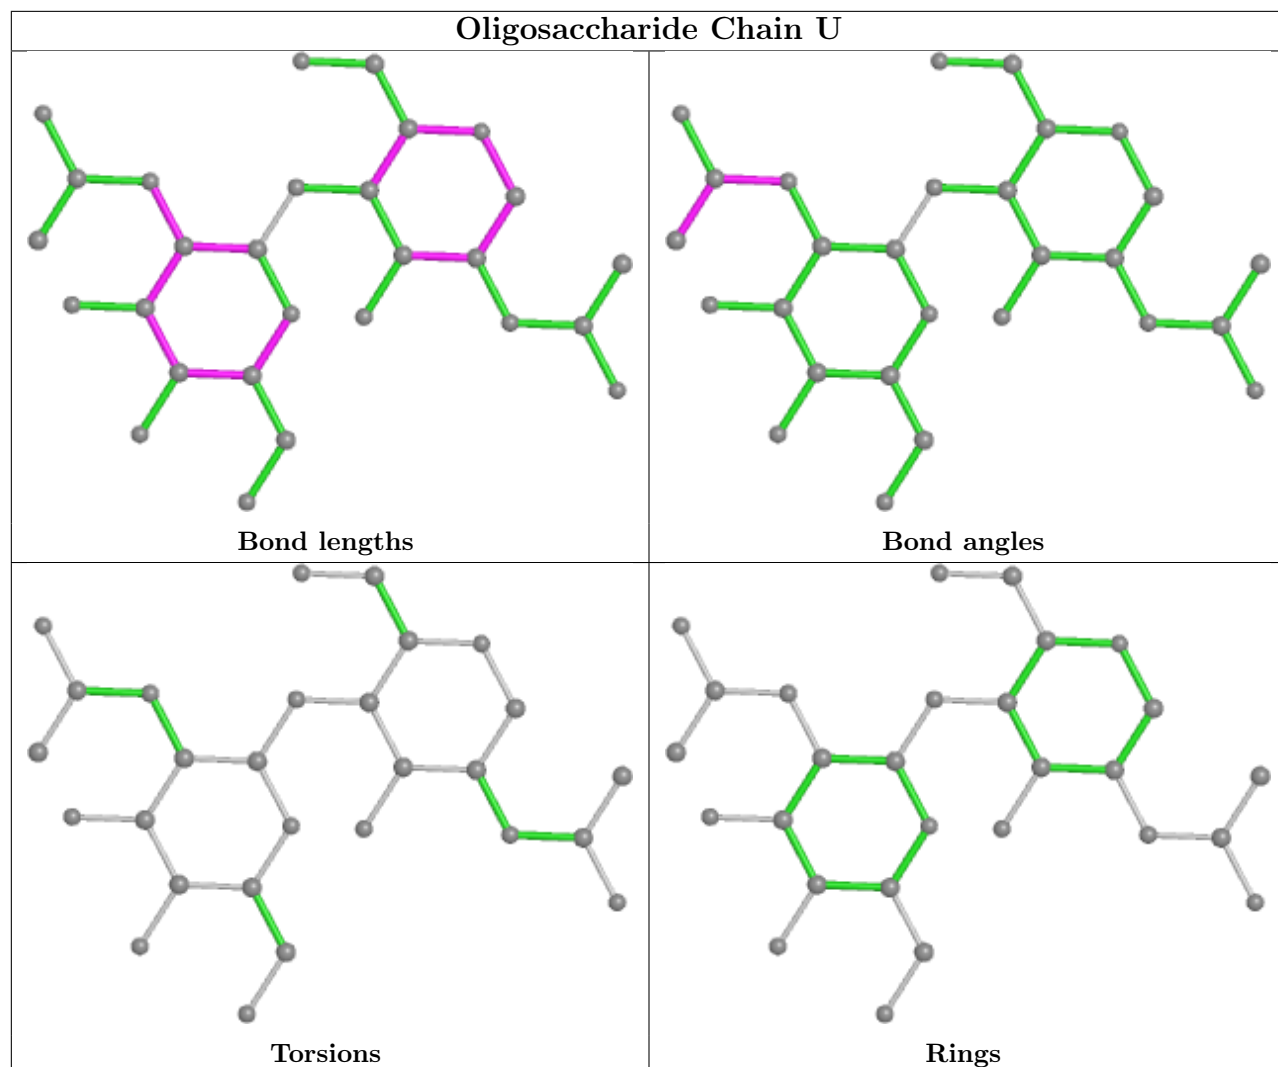 Oligosaccharide Chain U
Bond lengths
Bond angles
Torsions
Rings